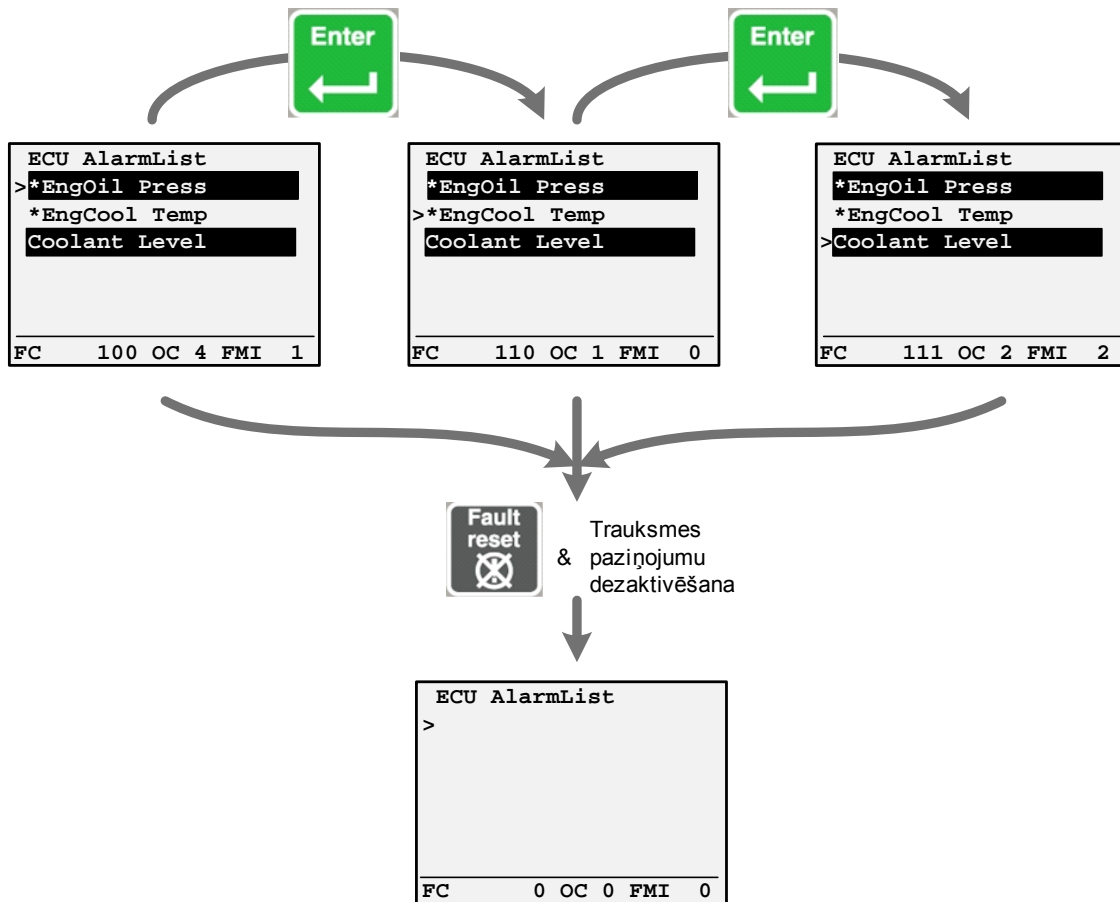 Enter
Enter
ECU AlarmList
>*EngOil Press
*EngCool Temp
Coolant Level
FC 100 OC 4 FMI 1
ECU AlarmList
*EngOil Press
>*EngCool Temp
Coolant Level
FC 110 OC 1 FMI 0
ECU AlarmList
*EngOil Press
*EngCool Temp
>Coolant Level
FC 111 OC 2 FMI 2
Fault
reset
& Trauksmes
paziņojumu
dezaktivēšana
ECU AlarmList
>
FC 0 OC 0 FMI 0